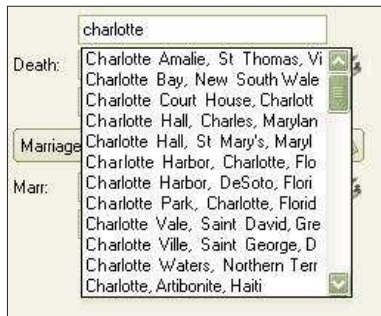 charlotte
Death:
Charlotte Amalie, St Thomas, Vi
Charlotte Bay, New South Wale
Charlotte Court House, Charlott
Charlotte Hall, Charles, Marylan
Marriage
Charlotte Hall, St Mary's, Maryl
Charlotte Harbor, Charlotte, Flo
Marr:
Charlotte Harbor, DeSoto, Flori
Charlotte Park, Charlotte, Florid
Charlotte Vale, Saint David, Gre
Charlotte Ville, Saint George, D
Charlotte Waters, Northern Terr
Charlotte, Artibonite, Haiti